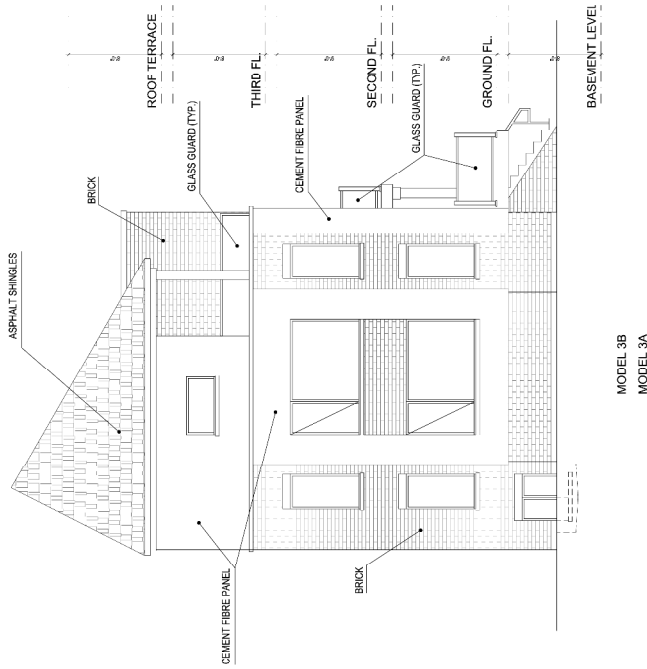 ASPHALT SHINGLES
BRICK
GLASS GUARD (TYP.)
CEMENT FIBRE PANEL
GLASS GUARD (TYP.)
CEMENT FIBRE PANEL
BRICK
ROOF TERRACE
THIRD FL.
SECOND FL.
GROUND FL.
BASEMENT LEVEL
MODEL 3B
MODEL 3A